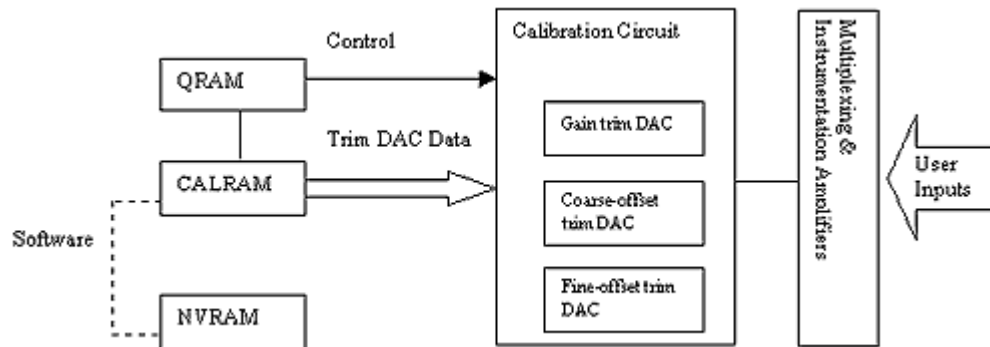 Control
QRAM
Trim DAC Data
CALRAM
Software
NVRAM
Calibration Circuit
Gain trim DAC
Coarse-offset
trim DAC
Fine-offset trim
DAC
Multiplexing &
Instrumentation Amplifiers
User
Inputs